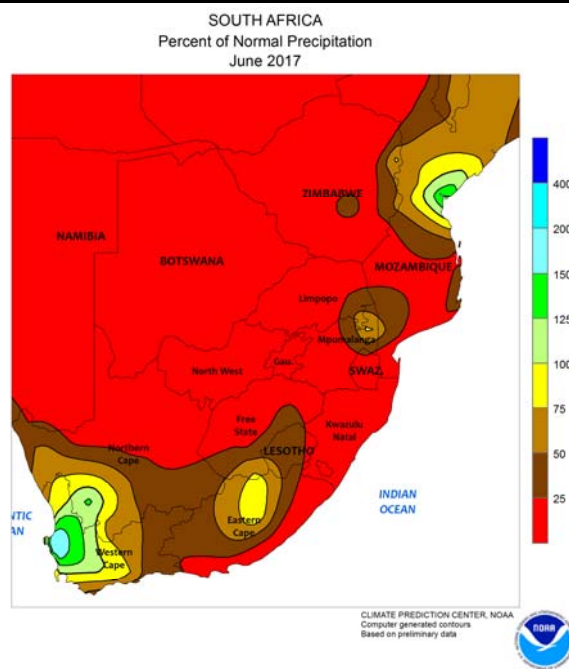 SOUTH AFRICA
Percent of Normal Precipitation
June 2017
ZIMBABWE
NAMIBIA
BOTSWANA
MOZAMBIQUE
Limpopo
Mpumalanga
North West
Gau.
SWAZ.
Free
State
Kwazulu
Natal
Northern
Cape
LESOTHO
INDIAN
OCEAN
NTIC
AN
Eastern
Cape
Western
Cape
400
200
150
125
100
75
50
25
CLIMATE PREDICTION CENTER, NOAA
Computer generated contours
Based on preliminary data
NOAA